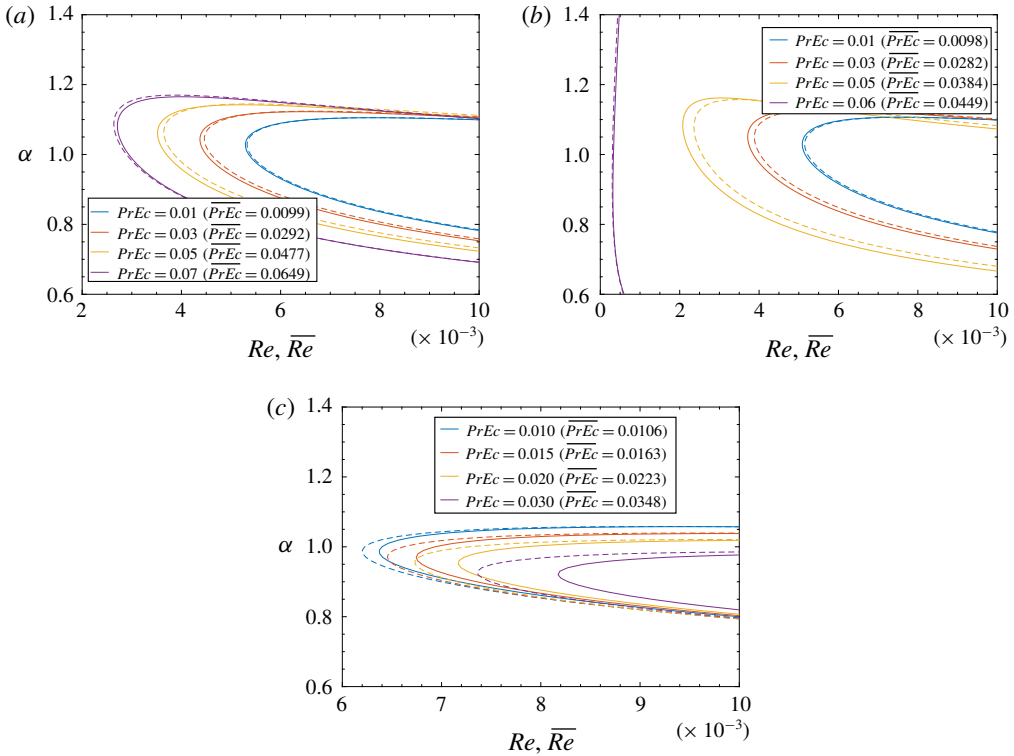 (a)
1.4
1.2
α
1.0
0.8
0.6
PrEc = 0.01 (PrEc = 0.0099)
PrEc = 0.03 (PrEc = 0.0292)
PrEc = 0.05 (PrEc = 0.0477)
PrEc = 0.07 (PrEc = 0.0649)
2 4 6 8 10
(× 10⁻³)
Re, Re
(b)
1.4
1.2
1.0
0.8
0.6
PrEc = 0.01 (PrEc = 0.0098)
PrEc = 0.03 (PrEc = 0.0282)
PrEc = 0.05 (PrEc = 0.0384)
PrEc = 0.06 (PrEc = 0.0449)
0 2 4 6 8 10
(× 10⁻³)
Re, Re
(c)
1.4
1.2
α
1.0
0.8
0.6
PrEc = 0.010 (PrEc = 0.0106)
PrEc = 0.015 (PrEc = 0.0163)
PrEc = 0.020 (PrEc = 0.0223)
PrEc = 0.030 (PrEc = 0.0348)
6 7 8 9 10
(× 10⁻³)
Re, Re